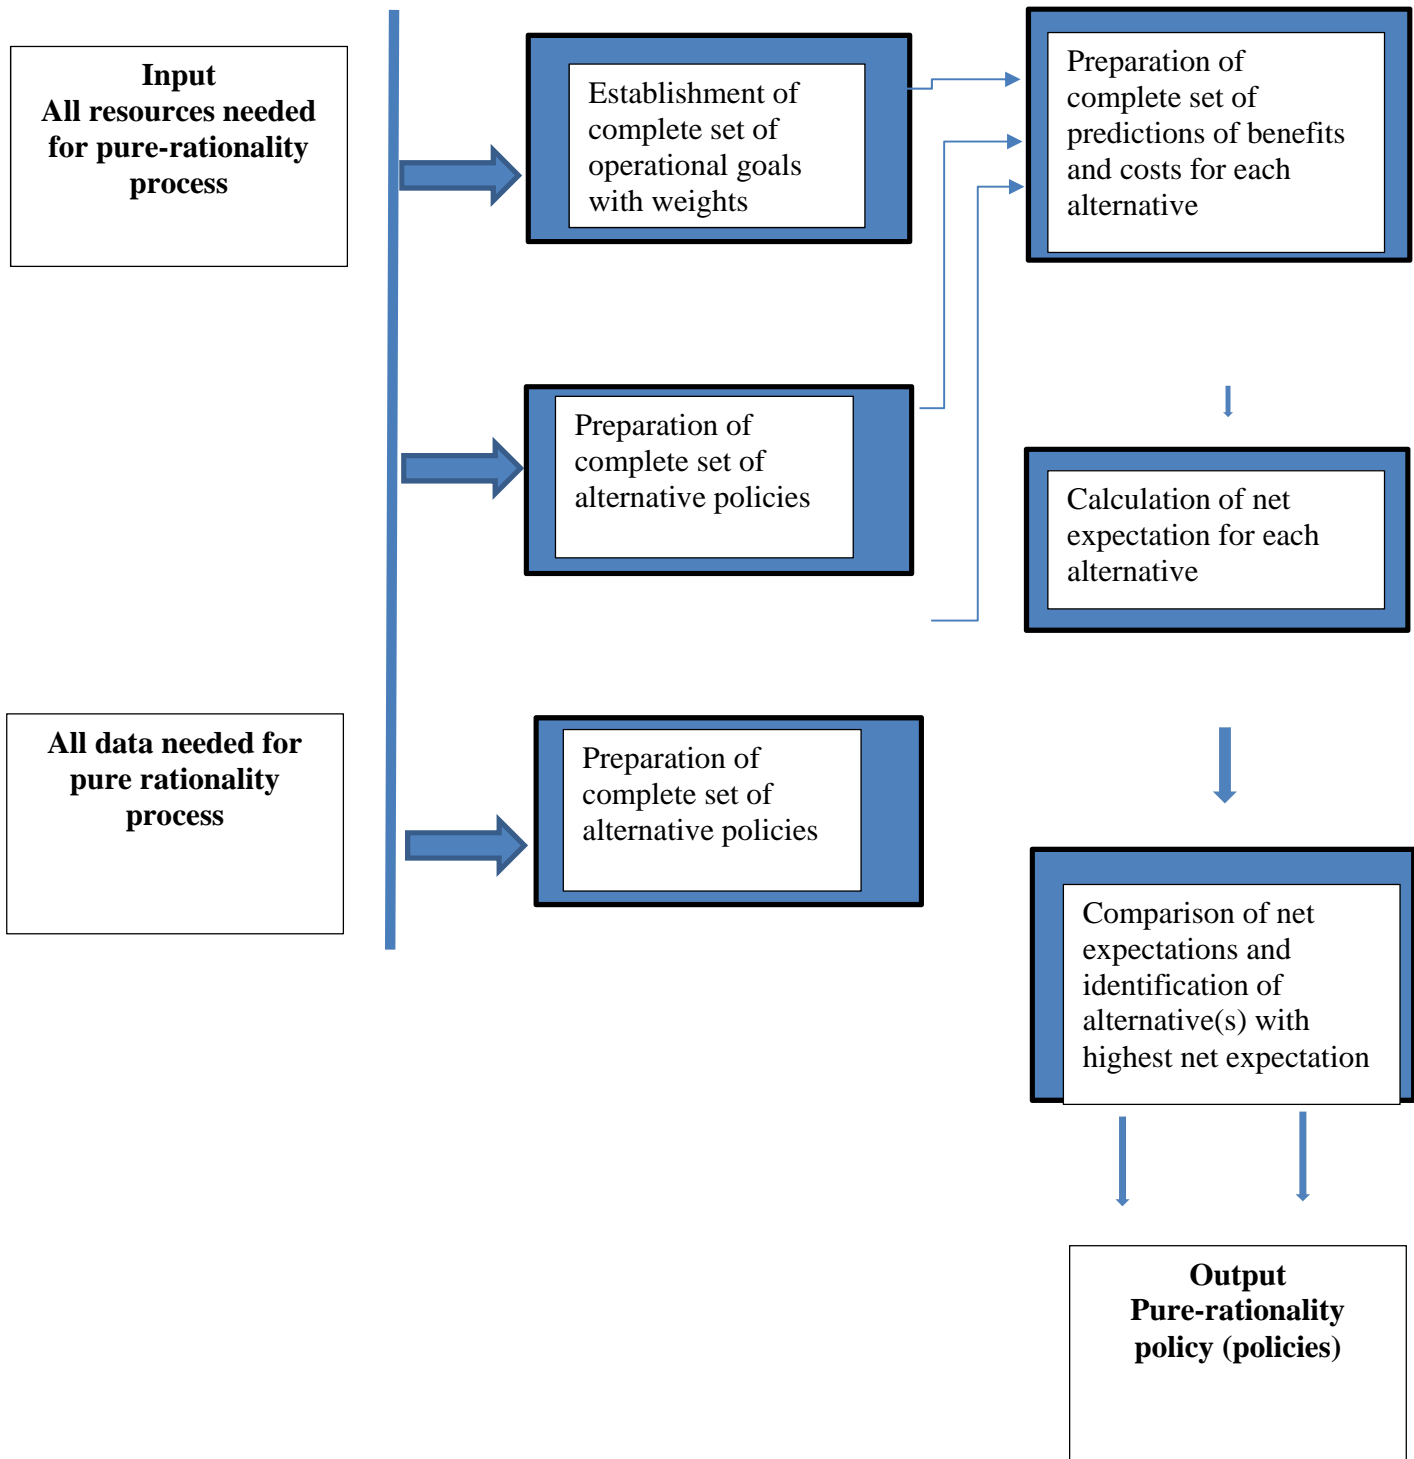 Input
All resources needed
for pure-rationality
process
Establishment of
complete set of
operational goals
with weights
Preparation of
complete set of
predictions of benefits
and costs for each
alternative
Preparation of
complete set of
alternative policies
Calculation of net
expectation for each
alternative
All data needed for
pure rationality
process
Preparation of
complete set of
alternative policies
Comparison of net
expectations and
identification of
alternative(s) with
highest net expectation
Output
Pure-rationality
policy (policies)